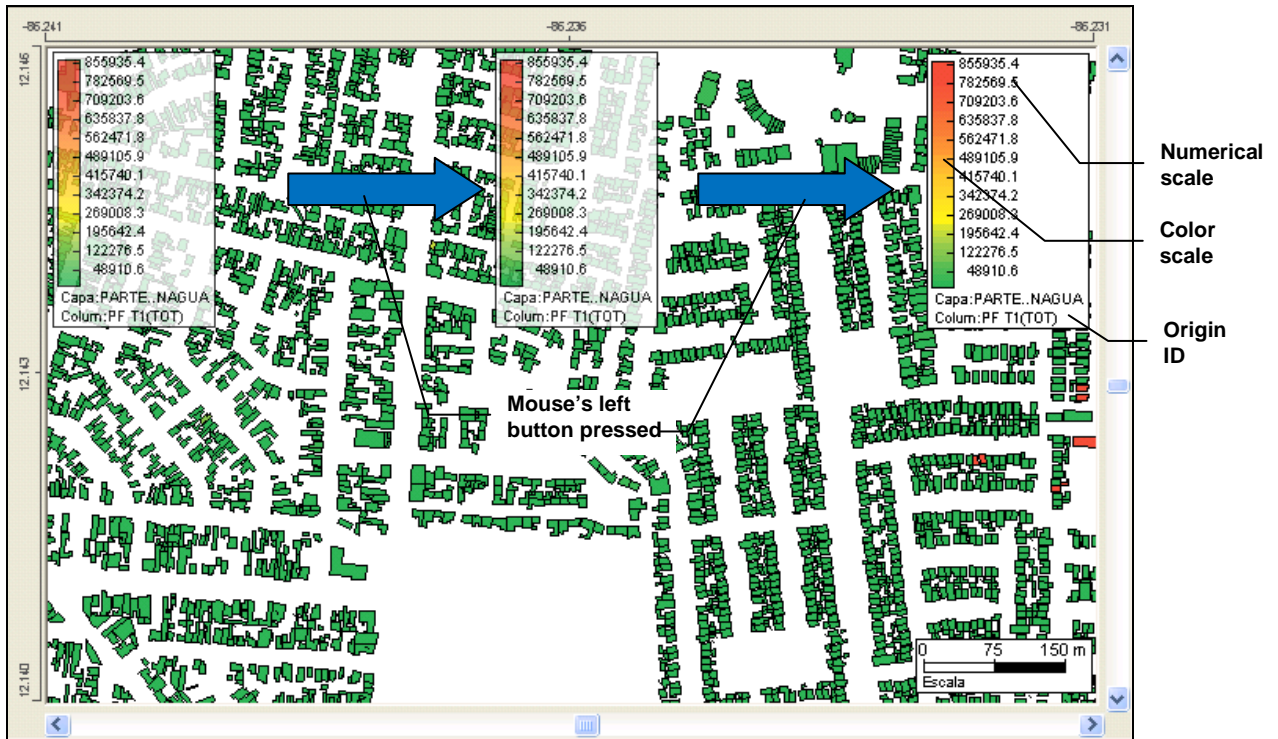 -86.241
-86.236
-86.231
12.146
12.143
12.140
855935.4
782569.5
709203.6
635837.8
562471.8
489105.9
415740.1
342374.2
269008.3
195642.4
122276.5
48910.6
Capa:PARTE..NAGUA
Colum:PF T1(TOT)
855935.4
782569.5
709203.6
635837.8
562471.8
489105.9
415740.1
342374.2
269008.3
195642.4
122276.5
48910.6
Capa:PARTE..NAGUA
Colum:PF T1(TOT)
855935.4
782569.5
709203.6
635837.8
562471.8
489105.9
415740.1
342374.2
269008.3
195642.4
122276.5
48910.6
Capa:PARTE..NAGUA
Colum:PF T1(TOT)
Numerical
scale
Color
scale
Origin
ID
Mouse’s left
button pressed
0 75 150 m
Escala